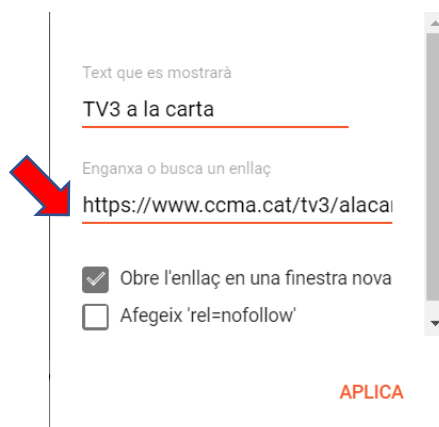 Text que es mostrarà
TV3 a la carta
Enganxa o busca un enllaç
https://www.ccma.cat/tv3/alacar
Obre l'enllaç en una finestra nova
Afegeix 'rel=nofollow'
APLICA